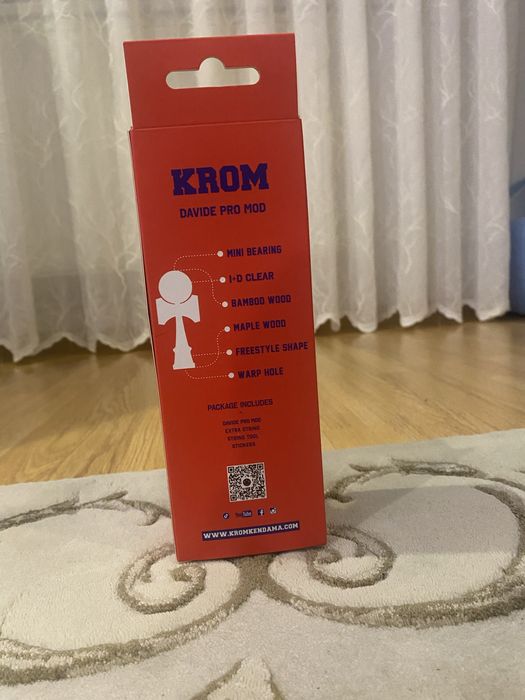 KROM
DAVIDE PRO MOD
MINI BEARING
I+D CLEAR
BAMBOO WOOD
MAPLE WOOD
FREESTYLE SHAPE
WARP HOLE
PACKAGE INCLUDES
DAVIDE PRO MOD
EXTRA STRING
STRING TOOL
STICKERS
YouTube
WWW.KROMKENDAMA.COM